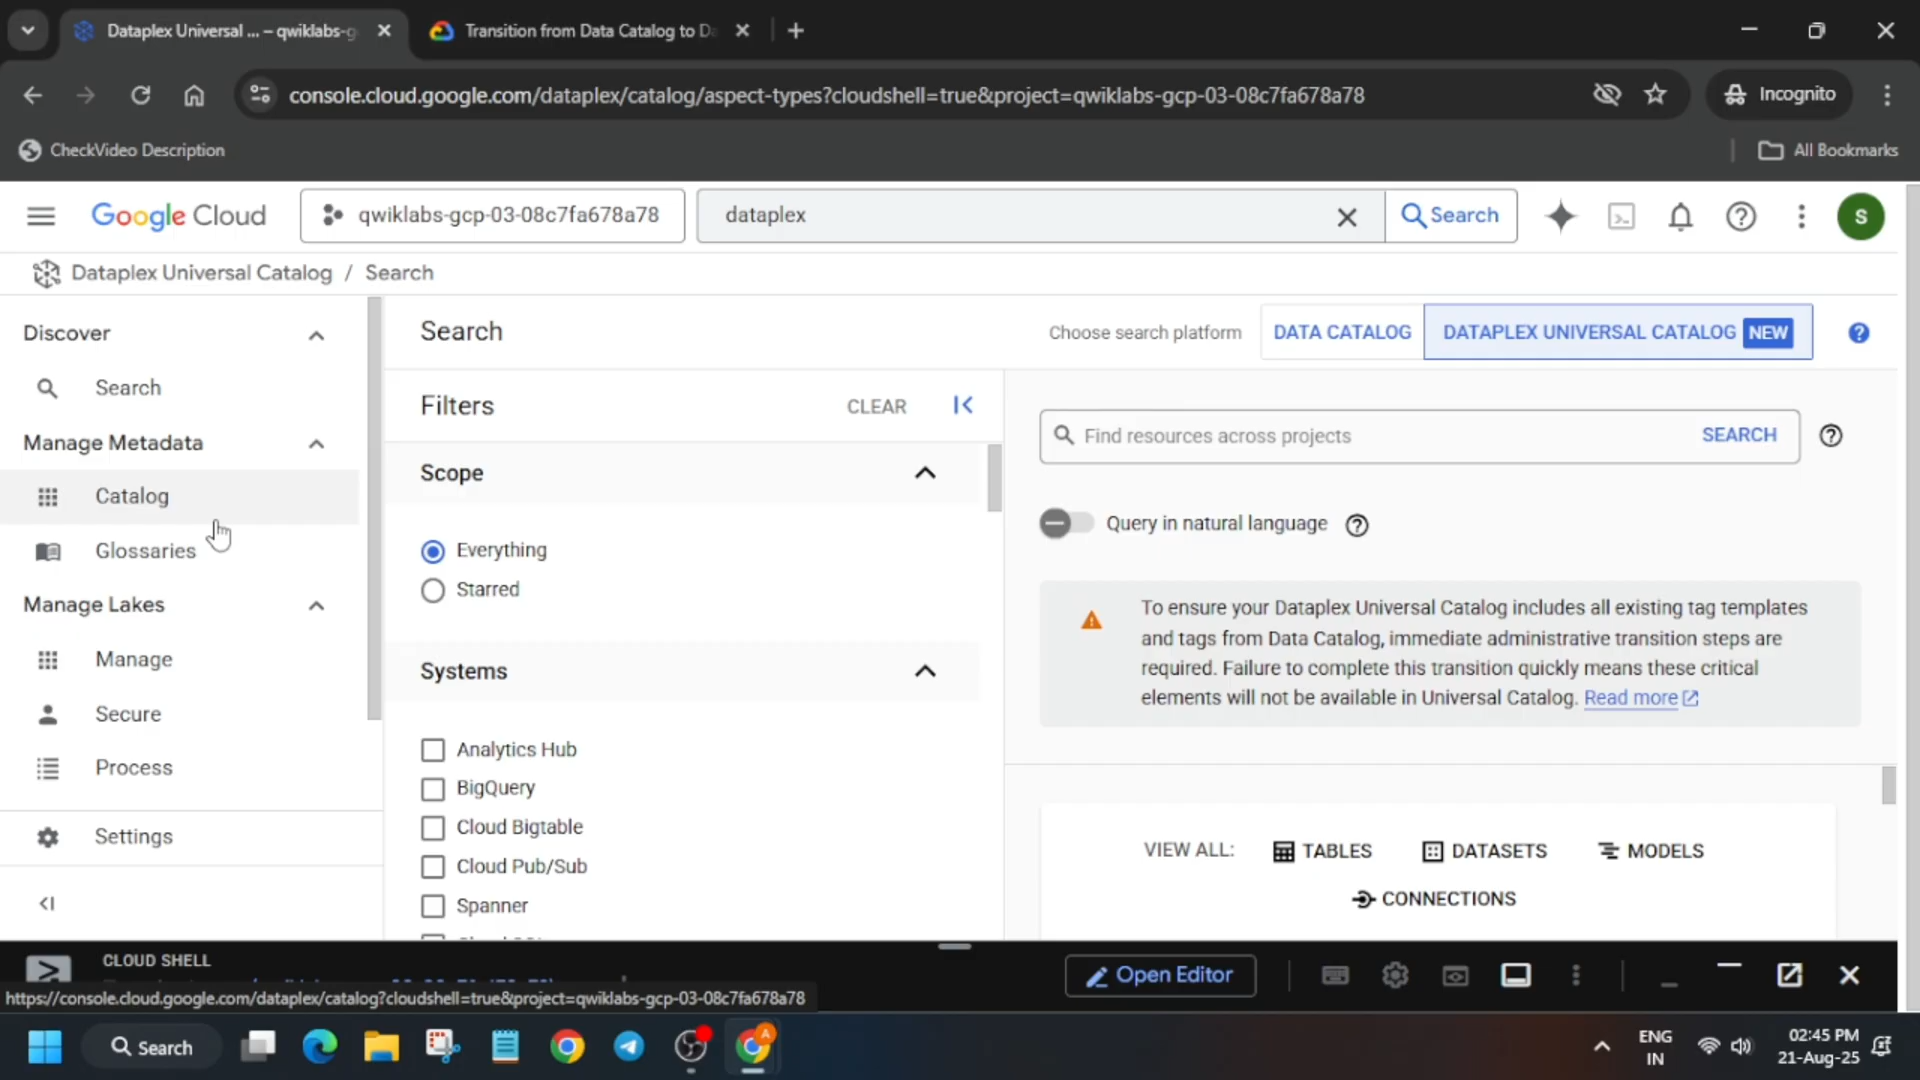 Dataplex Universal ... – qwiklabs-g
Transition from Data Catalog to Da
console.cloud.google.com/dataplex/catalog/aspect-types?cloudshell=true&project=qwiklabs-gcp-03-08c7fa678a78
Incognito
CheckVideo Description
All Bookmarks
Google Cloud
qwiklabs-gcp-03-08c7fa678a78
dataplex
Search
S
Dataplex Universal Catalog / Search
Discover
Search
Manage Metadata
Catalog
Glossaries
Manage Lakes
Manage
Secure
Process
Settings
Search
Choose search platform
DATA CATALOG
DATAPLEX UNIVERSAL CATALOG NEW
Filters
CLEAR
Scope
Everything
Starred
Systems
Analytics Hub
BigQuery
Cloud Bigtable
Cloud Pub/Sub
Spanner
Find resources across projects
SEARCH
Query in natural language
To ensure your Dataplex Universal Catalog includes all existing tag templates
and tags from Data Catalog, immediate administrative transition steps are
required. Failure to complete this transition quickly means these critical
elements will not be available in Universal Catalog. Read more
VIEW ALL:
TABLES
DATASETS
MODELS
CONNECTIONS
CLOUD SHELL
Open Editor
https://console.cloud.google.com/dataplex/catalog?cloudshell=true&project=qwiklabs-gcp-03-08c7fa678a78
Search
ENG
IN
02:45 PM
21-Aug-25